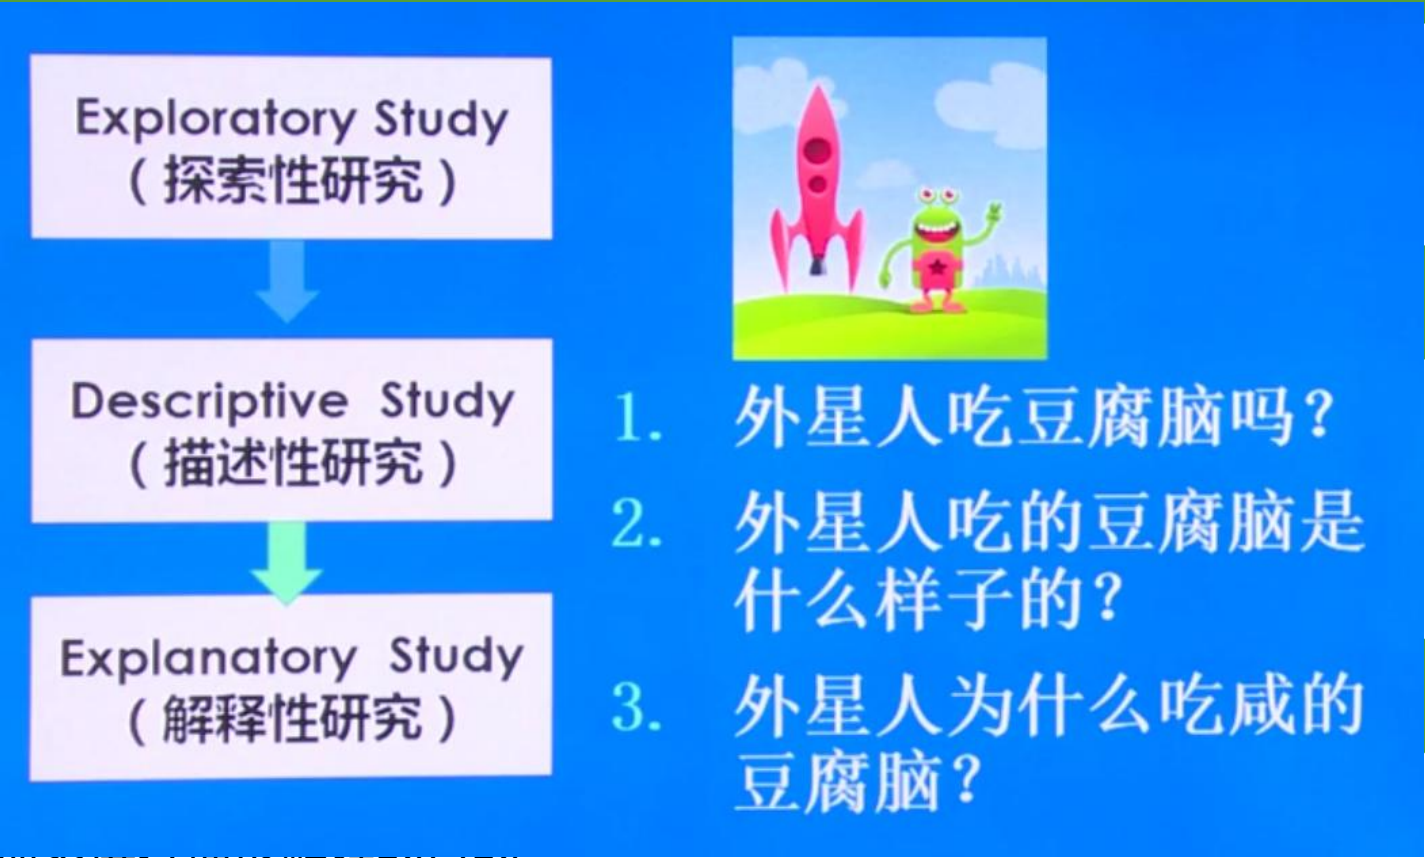 Exploratory Study
（探索性研究）
Descriptive Study
（描述性研究）
Explanatory Study
（解释性研究）
1. 外星人吃豆腐脑吗？
2. 外星人吃的豆腐脑是
什么样子的？
3. 外星人为什么吃咸的
豆腐脑？